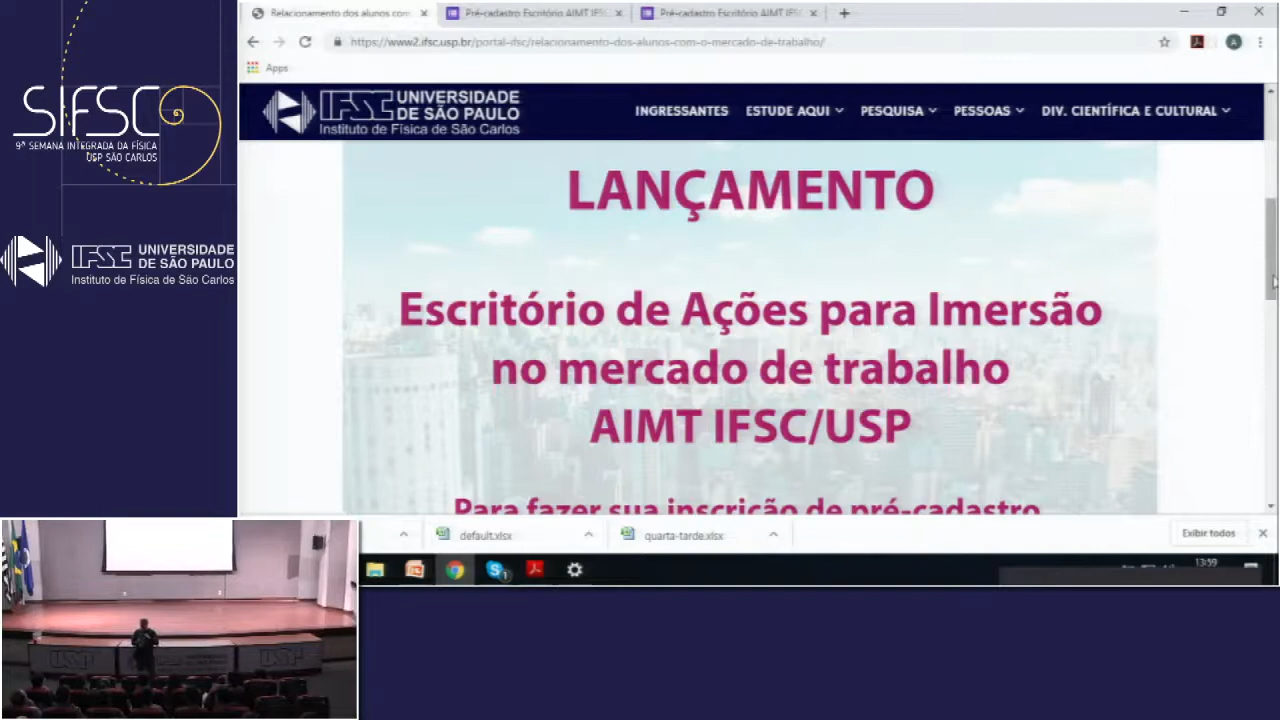 SIFSC
9ª SEMANA INTEGRADA DA FÍSICA
USP SÃO CARLOS
IFSC UNIVERSIDADE
DE SÃO PAULO
Instituto de Física de São Carlos
Relacionamento dos alunos com
Pré-cadastro Escritório AIMT IFSC
Pré-cadastro Escritório AIMT IFSC
https://www2.ifsc.usp.br/portal-ifsc/relacionamento-dos-alunos-com-o-mercado-de-trabalho/
A
Apps
IFSC UNIVERSIDADE
DE SÃO PAULO
Instituto de Física de São Carlos
INGRESSANTES ESTUDE AQUI PESQUISA PESSOAS DIV. CIENTÍFICA E CULTURAL
LANÇAMENTO
Escritório de Ações para Imersão
no mercado de trabalho
AIMT IFSC/USP
Para fazer sua inscrição de pré-cadastro
default.xlsx
quarta-tarde.xlsx
Exibir todos
13:59
USP
USP